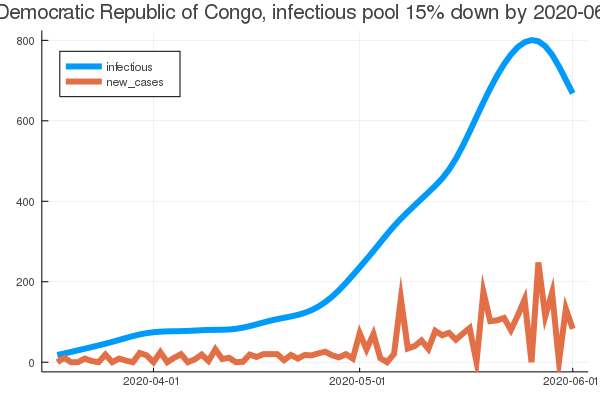 Democratic Republic of Congo, infectious pool 15% down by 2020-06
800
infectious
new_cases
600
400
200
0
2020-04-01
2020-05-01
2020-06-01